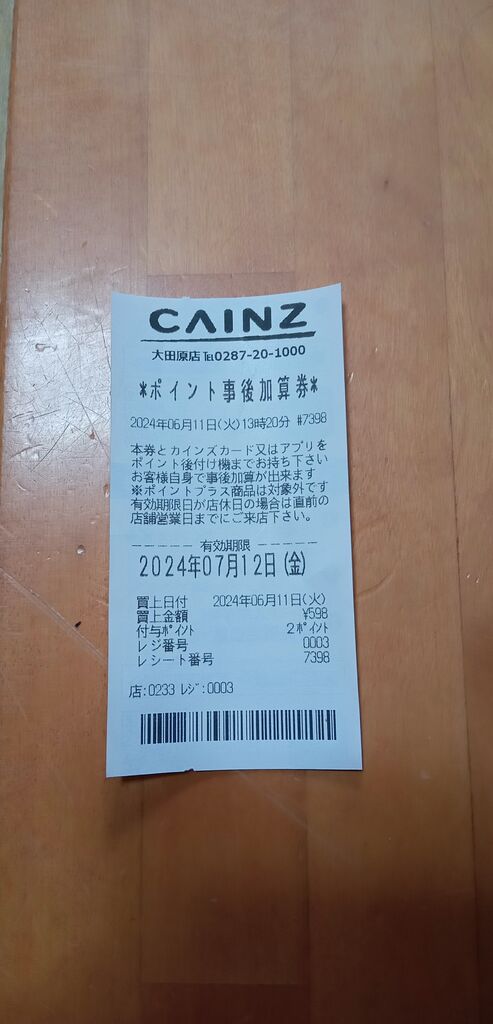 CAINZ
大田原店 ℡0287-20-1000
*ポイント事後加算券*
2024年06月11日(火)13時20分 #7398
本券とカインズカード又はアプリを
ポイント後付け機までお持ち下さい
お客様自身で事後加算が出来ます
※ポイントプラス商品は対象外です
有効期限日が店休日の場合は直前の
店舗営業日までにご来店下さい。
----- 有効期限 -----
2024年07月12日(金)
買上日付 2024年06月11日(火)
買上金額 ¥598
付与ポイント 2ポイント
レジ番号 0003
レシート番号 7398
店:0233 レジ:0003